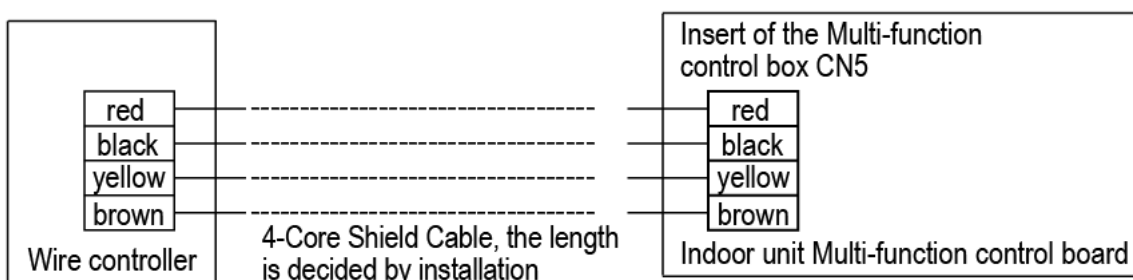 Insert of the Multi-function
control box CN5
red
black
yellow
brown
red
black
yellow
brown
Wire controller
4-Core Shield Cable, the length
is decided by installation
Indoor unit Multi-function control board